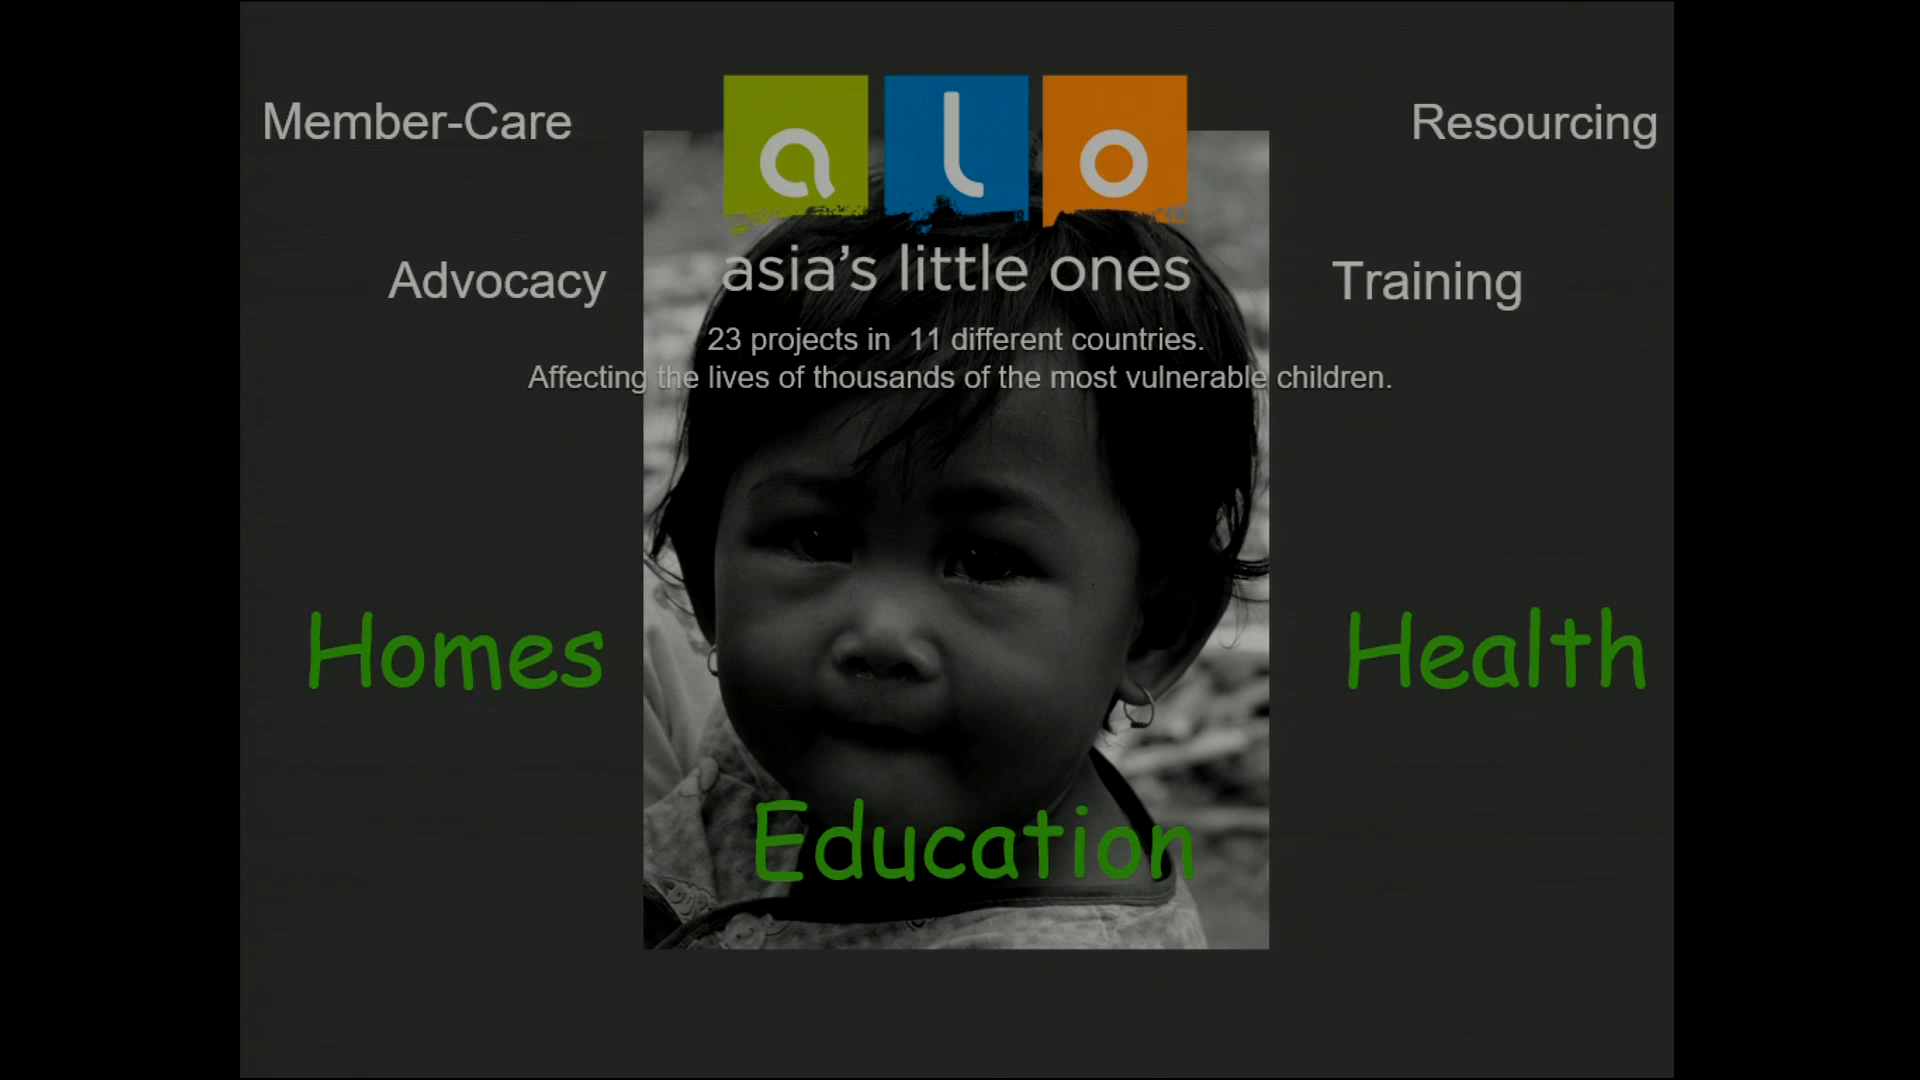 Member-Care
alo
Resourcing
Advocacy
asia's little ones
Training
23 projects in  11 different countries.
Affecting the lives of thousands of the most vulnerable children.
Homes
Health
Education